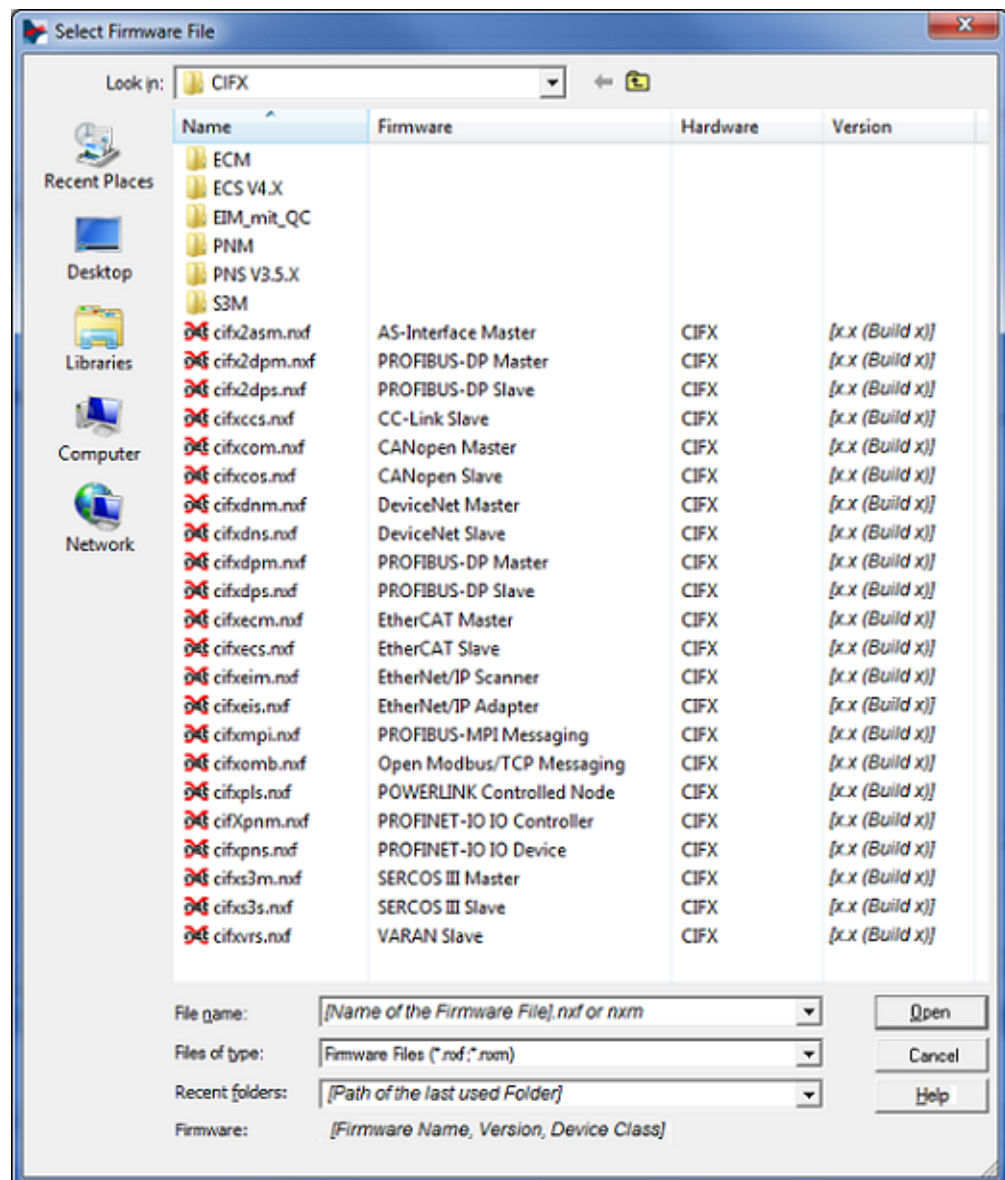 Select Firmware File
Look in: CIFX
Name Firmware Hardware Version
ECM
ECS V4.X
EIM_mit_QC
PNM
PNS V3.5.X
S3M
cifx2asm.nxf AS-Interface Master CIFX [x.x (Build x)]
cifx2dpm.nxf PROFIBUS-DP Master CIFX [x.x (Build x)]
cifx2dps.nxf PROFIBUS-DP Slave CIFX [x.x (Build x)]
cifxccs.nxf CC-Link Slave CIFX [x.x (Build x)]
cifxcom.nxf CANopen Master CIFX [x.x (Build x)]
cifxcos.nxf CANopen Slave CIFX [x.x (Build x)]
cifxdnm.nxf DeviceNet Master CIFX [x.x (Build x)]
cifxdns.nxf DeviceNet Slave CIFX [x.x (Build x)]
cifxdpm.nxf PROFIBUS-DP Master CIFX [x.x (Build x)]
cifxdps.nxf PROFIBUS-DP Slave CIFX [x.x (Build x)]
cifxecm.nxf EtherCAT Master CIFX [x.x (Build x)]
cifxecs.nxf EtherCAT Slave CIFX [x.x (Build x)]
cifxeim.nxf EtherNet/IP Scanner CIFX [x.x (Build x)]
cifxeis.nxf EtherNet/IP Adapter CIFX [x.x (Build x)]
cifxmpi.nxf PROFIBUS-MPI Messaging CIFX [x.x (Build x)]
cifxomb.nxf Open Modbus/TCP Messaging CIFX [x.x (Build x)]
cifxpls.nxf POWERLINK Controlled Node CIFX [x.x (Build x)]
cifXpnm.nxf PROFINET-IO IO Controller CIFX [x.x (Build x)]
cifxpns.nxf PROFINET-IO IO Device CIFX [x.x (Build x)]
cifxs3m.nxf SERCOS III Master CIFX [x.x (Build x)]
cifxs3s.nxf SERCOS III Slave CIFX [x.x (Build x)]
cifxvrs.nxf VARAN Slave CIFX [x.x (Build x)]
Recent Places
Desktop
Libraries
Computer
Network
File name: [Name of the Firmware File].nxf or nxm Open
Files of type: Firmware Files (*.nxf;*.nxm) Cancel
Recent folders: [Path of the last used Folder] Help
Firmware: [Firmware Name, Version, Device Class]